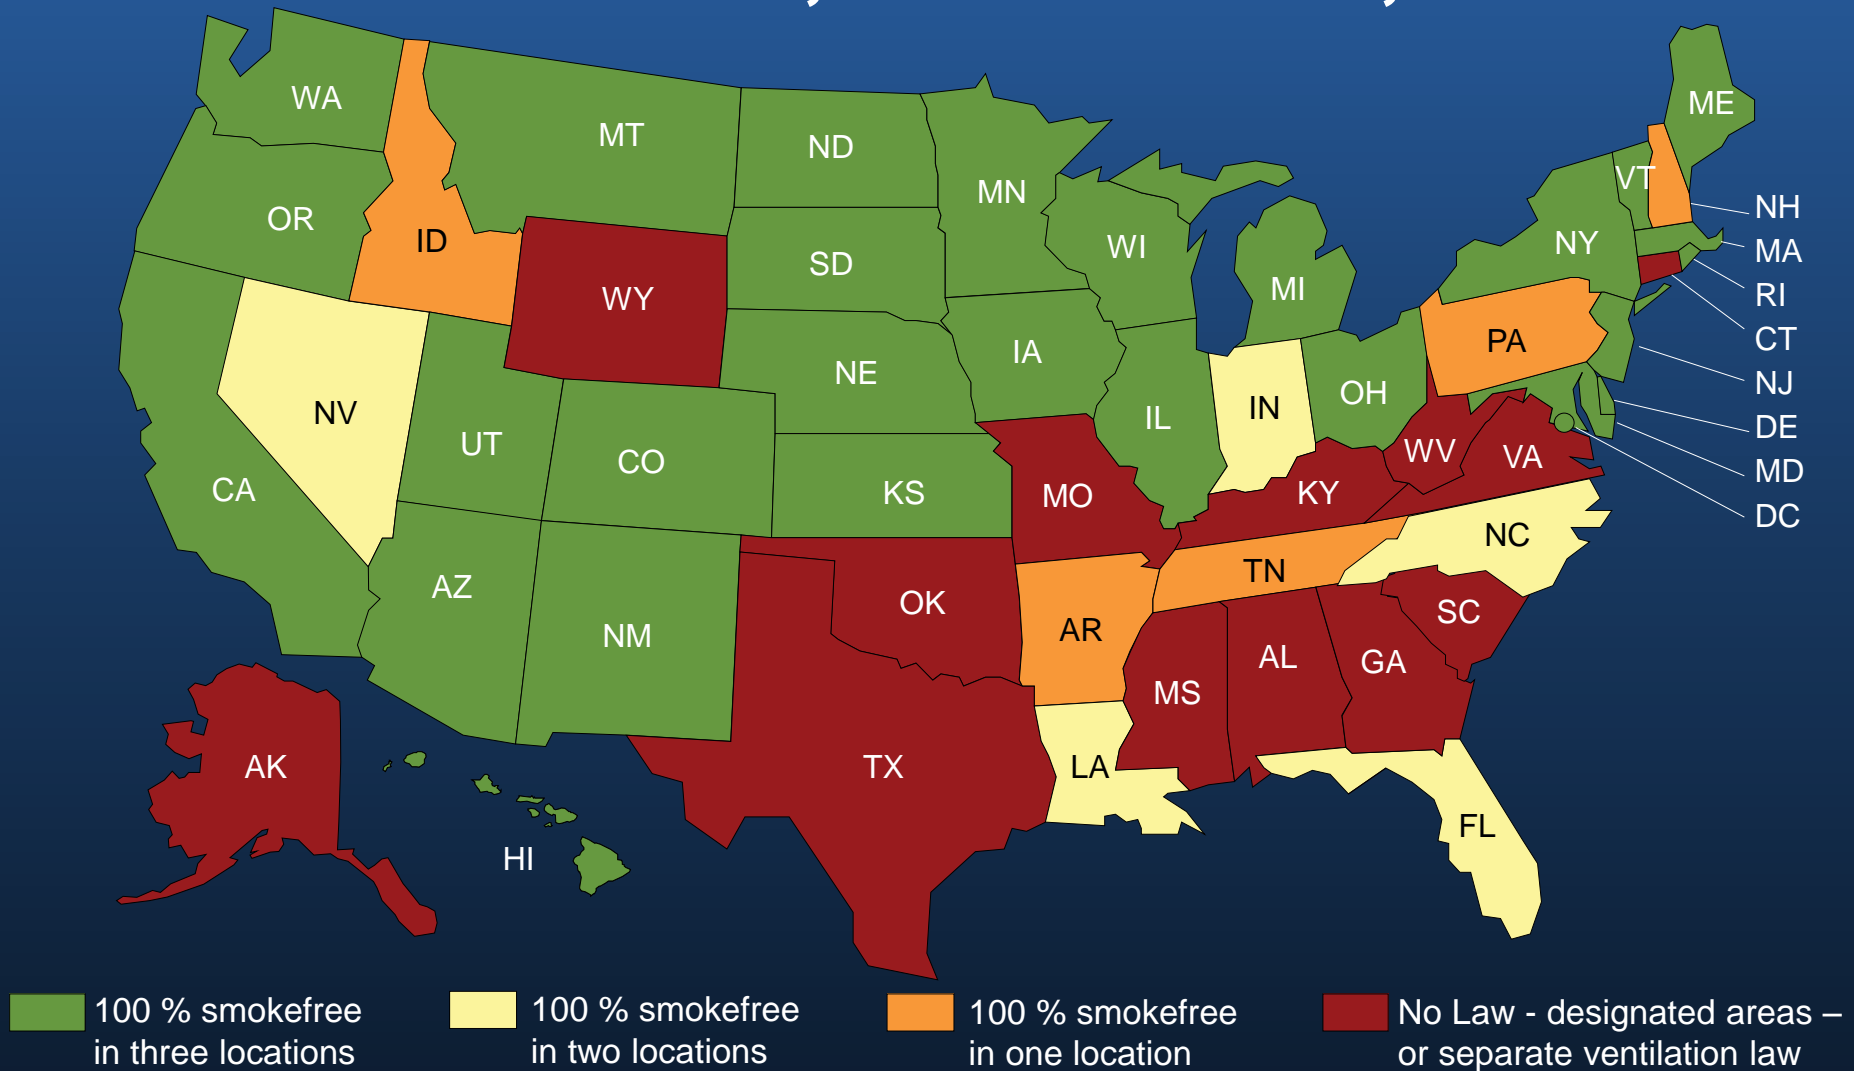 WA
MT
ND
MN
ME
VT
OR
ID
NH
WI
NY
MA
SD
WY
MI
RI
CT
IA
PA
NE
NJ
NV
IN
OH
IL
DE
UT
CO
WV
VA
MD
CA
KS
MO
KY
DC
NC
AZ
TN
OK
SC
AR
NM
AL
GA
MS
AK
TX
LA
FL
HI
100 % smokefree
in three locations
100 % smokefree
in two locations
100 % smokefree
in one location
No Law - designated areas –
or separate ventilation law